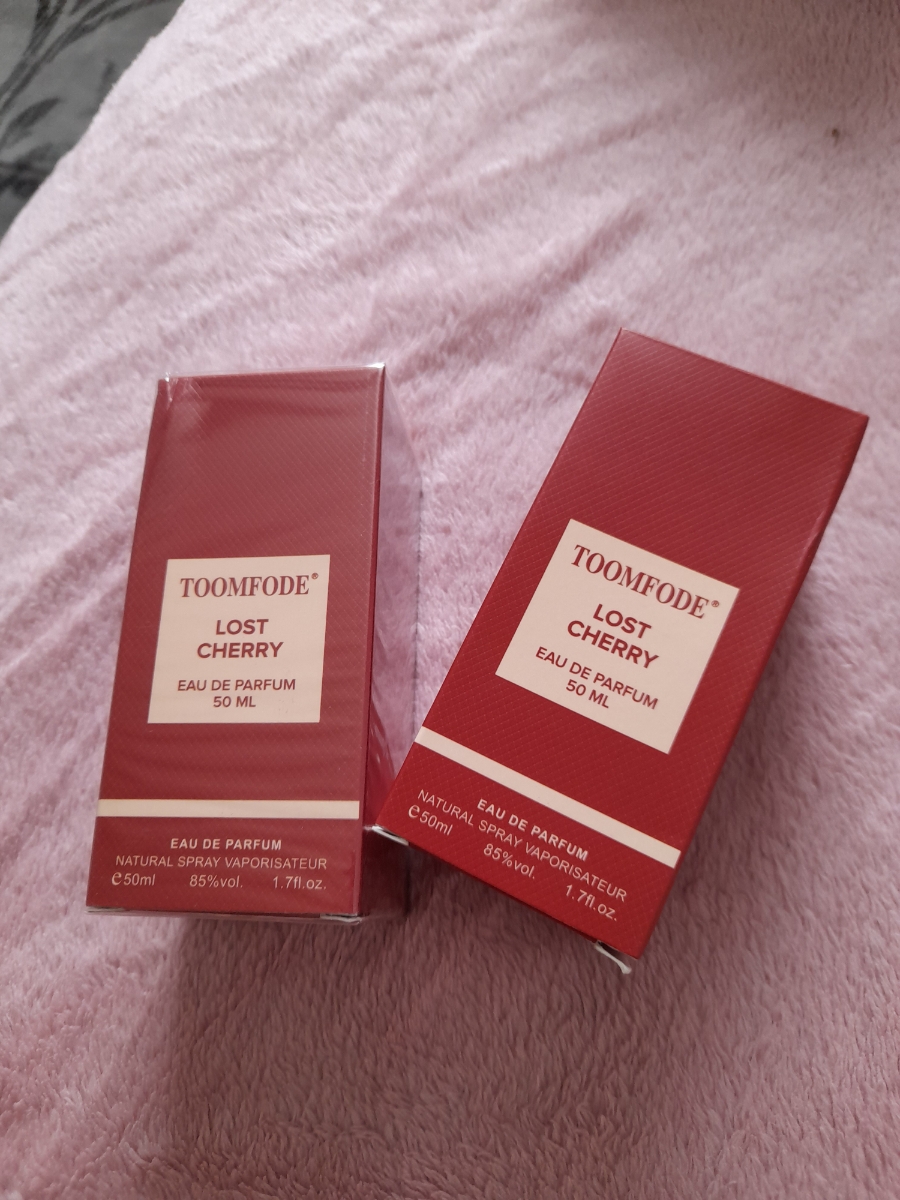 TOOMFODE®
LOST
CHERRY
EAU DE PARFUM
50 ML
EAU DE PARFUM
NATURAL SPRAY VAPORISATEUR
℮50ml 85%vol. 1.7fl.oz.
TOOMFODE®
LOST
CHERRY
EAU DE PARFUM
50 ML
EAU DE PARFUM
NATURAL SPRAY VAPORISATEUR
℮50ml 85%vol. 1.7fl.oz.